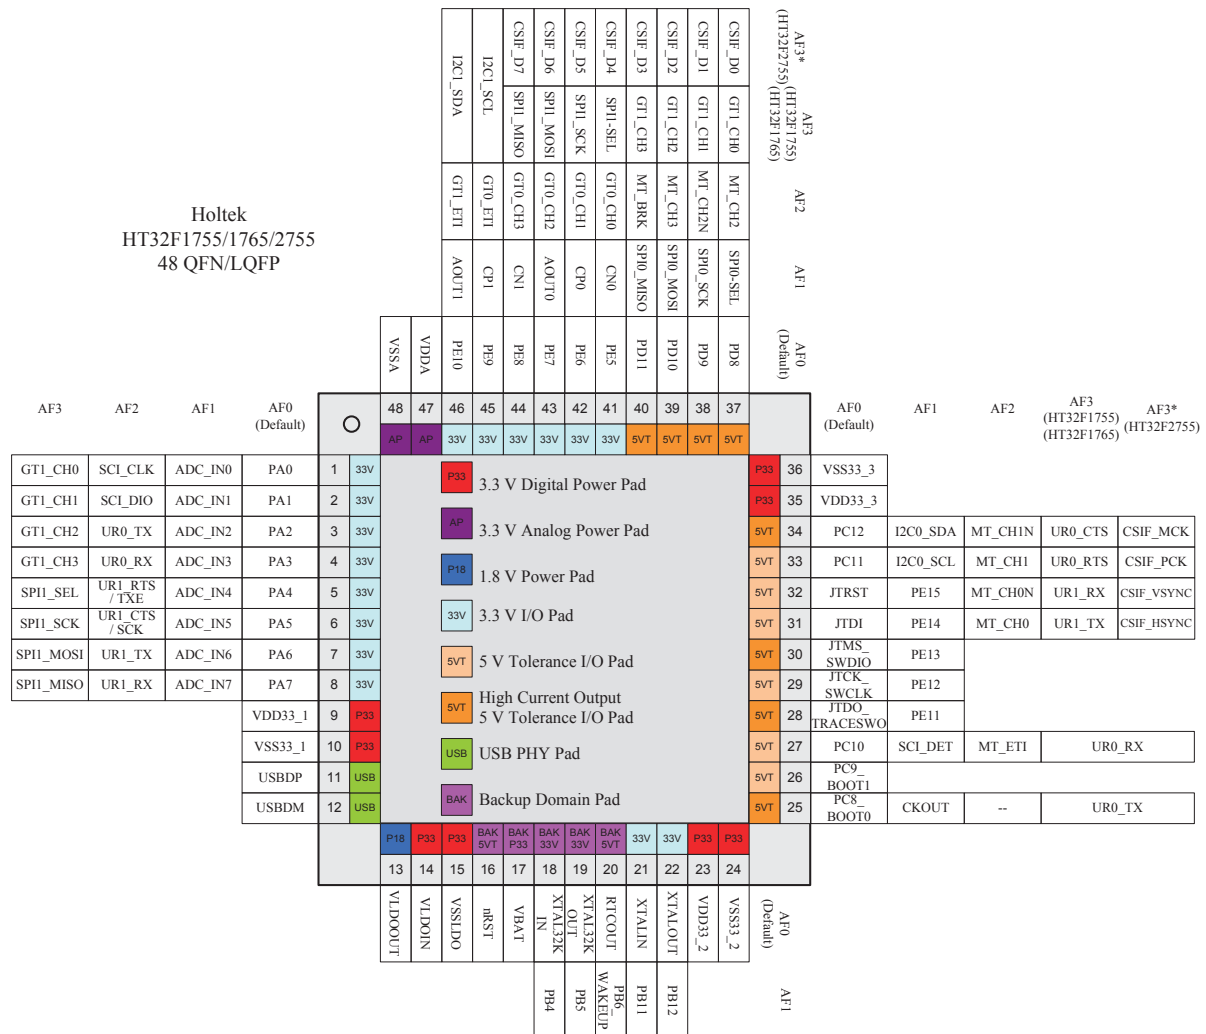 AF3*
(HT32F2755)
AF3
(HT32F1755)
(HT32F1765)
AF2
AF1
AF0
(Default)
I2C1_SDA I2C1_SCL CSIF_D7 CSIF_D6 CSIF_D5 CSIF_D4 CSIF_D3 CSIF_D2 CSIF_D1 CSIF_D0
SPI1_MISO SPI1_MOSI SPI1_SCK SPI1-SEL GT1_CH3 GT1_CH2 GT1_CH1 GT1_CH0
GT1_ETI GT0_ETI GT0_CH3 GT0_CH2 GT0_CH1 GT0_CH0 MT_BRK MT_CH3 MT_CH2N MT_CH2
AOUT1 CP1 CN1 AOUT0 CP0 CN0 SPI0_MISO SPI0_MOSI SPI0_SCK SPI0-SEL
VSSA VDDA PE10 PE9 PE8 PE7 PE6 PE5 PD11 PD10 PD9 PD8
Holtek
HT32F1755/1765/2755
48 QFN/LQFP
AF3 AF2 AF1 AF0
(Default)
48 47 46 45 44 43 42 41 40 39 38 37
AP AP 33V 33V 33V 33V 33V 33V 5VT 5VT 5VT 5VT
AF0
(Default)
AF1 AF2 AF3
(HT32F1755)
(HT32F1765)
AF3*
(HT32F2755)
GT1_CH0 SCI_CLK ADC_IN0 PA0 1 33V
GT1_CH1 SCI_DIO ADC_IN1 PA1 2 33V
GT1_CH2 UR0_TX ADC_IN2 PA2 3 33V
GT1_CH3 UR0_RX ADC_IN3 PA3 4 33V
SPI1_SEL UR1_RTS
/ TXE ADC_IN4 PA4 5 33V
SPI1_SCK UR1_CTS
/ SCK ADC_IN5 PA5 6 33V
SPI1_MOSI UR1_TX ADC_IN6 PA6 7 33V
SPI1_MISO UR1_RX ADC_IN7 PA7 8 33V
VDD33_1 9 P33
VSS33_1 10 P33
USBDP 11 USB
USBDM 12 USB
P33 3.3 V Digital Power Pad
AP 3.3 V Analog Power Pad
P18 1.8 V Power Pad
33V 3.3 V I/O Pad
5VT 5 V Tolerance I/O Pad
5VT High Current Output
5 V Tolerance I/O Pad
USB USB PHY Pad
BAK Backup Domain Pad
P33 36 VSS33_3
P33 35 VDD33_3
5VT 34 PC12 I2C0_SDA MT_CH1N UR0_CTS CSIF_MCK
5VT 33 PC11 I2C0_SCL MT_CH1 UR0_RTS CSIF_PCK
5VT 32 JTRST PE15 MT_CH0N UR1_RX CSIF_VSYNC
5VT 31 JTDI PE14 MT_CH0 UR1_TX CSIF_HSYNC
5VT 30 JTMS_
SWDIO PE13
5VT 29 JTCK_
SWCLK PE12
5VT 28 JTDO_
TRACESWO PE11
5VT 27 PC10 SCI_DET MT_ETI UR0_RX
5VT 26 PC9_
BOOT1
5VT 25 PC8_
BOOT0 CKOUT -- UR0_TX
P18 P33 P33 BAK
5VT BAK
P33 BAK
33V BAK
33V BAK
5VT 33V 33V P33 P33
13 14 15 16 17 18 19 20 21 22 23 24
VLDOOUT VLDOIN VSSLDO nRST VBAT XTAL32K
IN XTAL32K
OUT RTCOUT XTALIN XTALOUT VDD33_2 VSS33_2 AF0
(Default)
PB4 PB5 PB6_
WAKEUP PB11 PB12 AF1